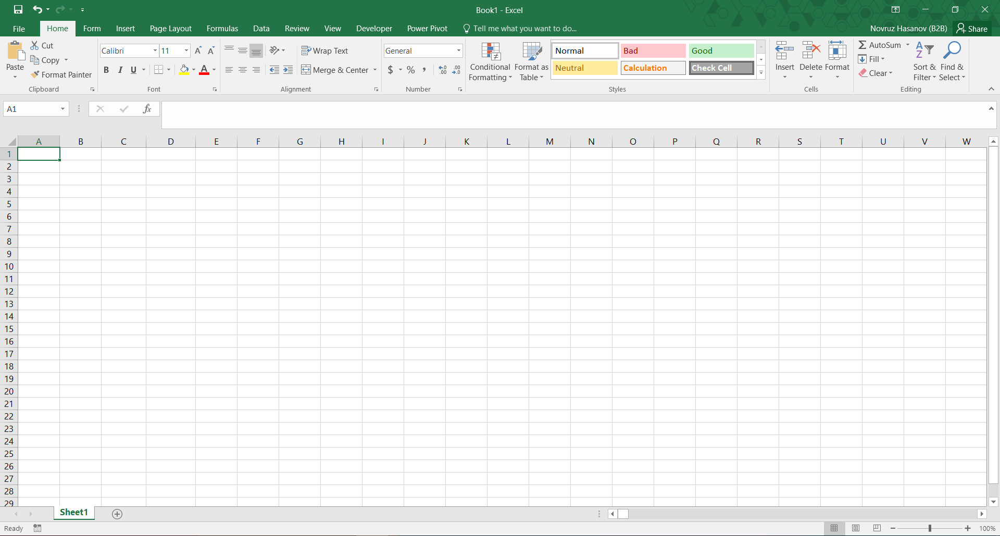 Book1 - Excel
File Home Form Insert Page Layout Formulas Data Review View Developer Power Pivot Tell me what you want to do... Novruz Hasanov (B2B) Share
Paste
Cut
Copy
Format Painter
Clipboard
Calibri 11
B I U A
Font
Wrap Text
Merge & Center
Alignment
General
$ % ,
Number
Conditional Formatting
Format as Table
Normal Bad Good
Neutral Calculation Check Cell
Styles
Insert Delete Format
Cells
AutoSum
Fill
Clear
Sort & Filter
Find & Select
Editing
A1 fx
A B C D E F G H I J K L M N O P Q R S T U V W
1
2
3
4
5
6
7
8
9
10
11
12
13
14
15
16
17
18
19
20
21
22
23
24
25
26
27
28
29
Sheet1
Ready 100%